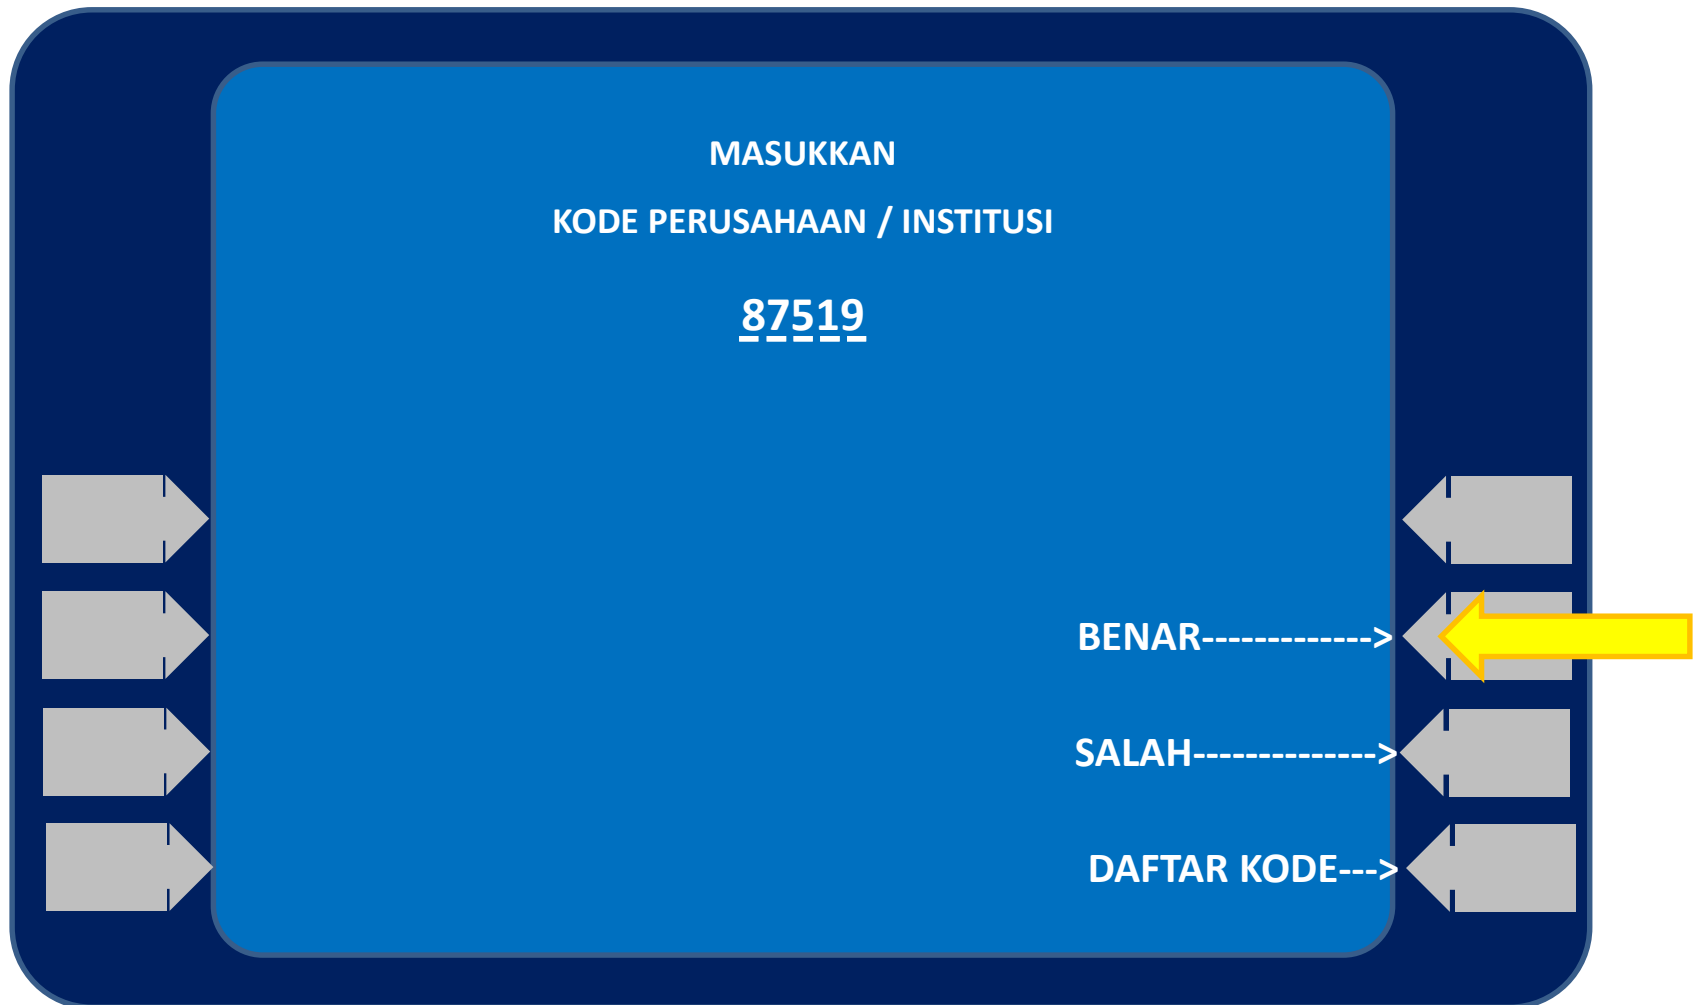 MASUKKAN
KODE PERUSAHAAN / INSTITUSI
87519
BENAR------------->
SALAH-------------->
DAFTAR KODE--->